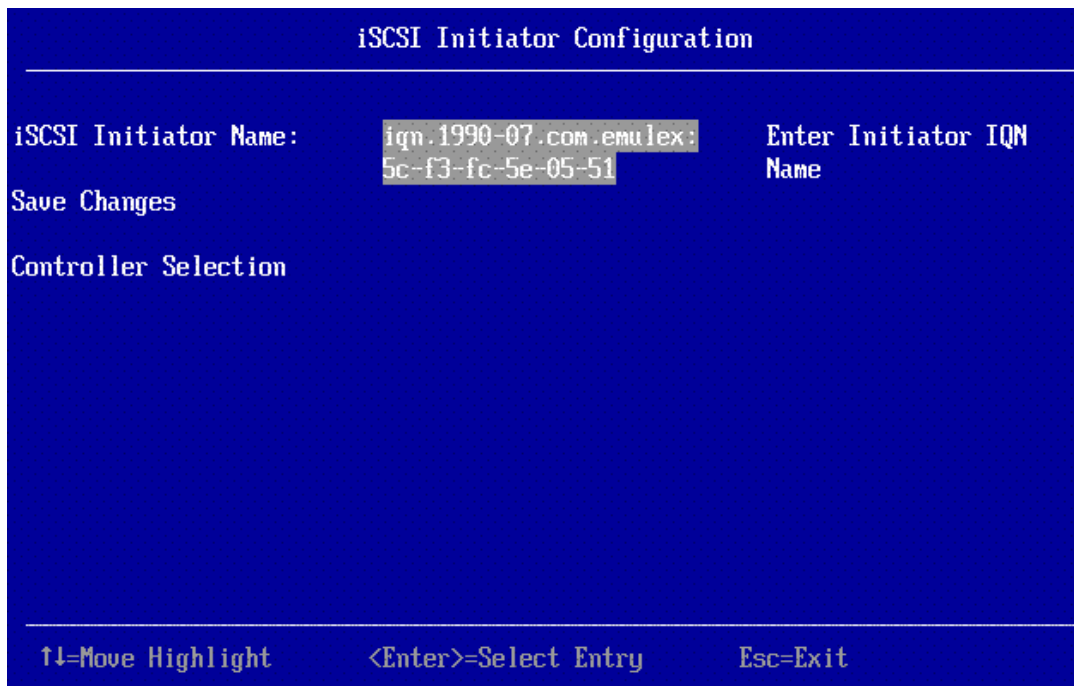 iSCSI Initiator Configuration
iSCSI Initiator Name: iqn.1990-07.com.emulex: Enter Initiator IQN
5c-f3-fc-5e-05-51 Name
Save Changes
Controller Selection
↑↓=Move Highlight <Enter>=Select Entry Esc=Exit